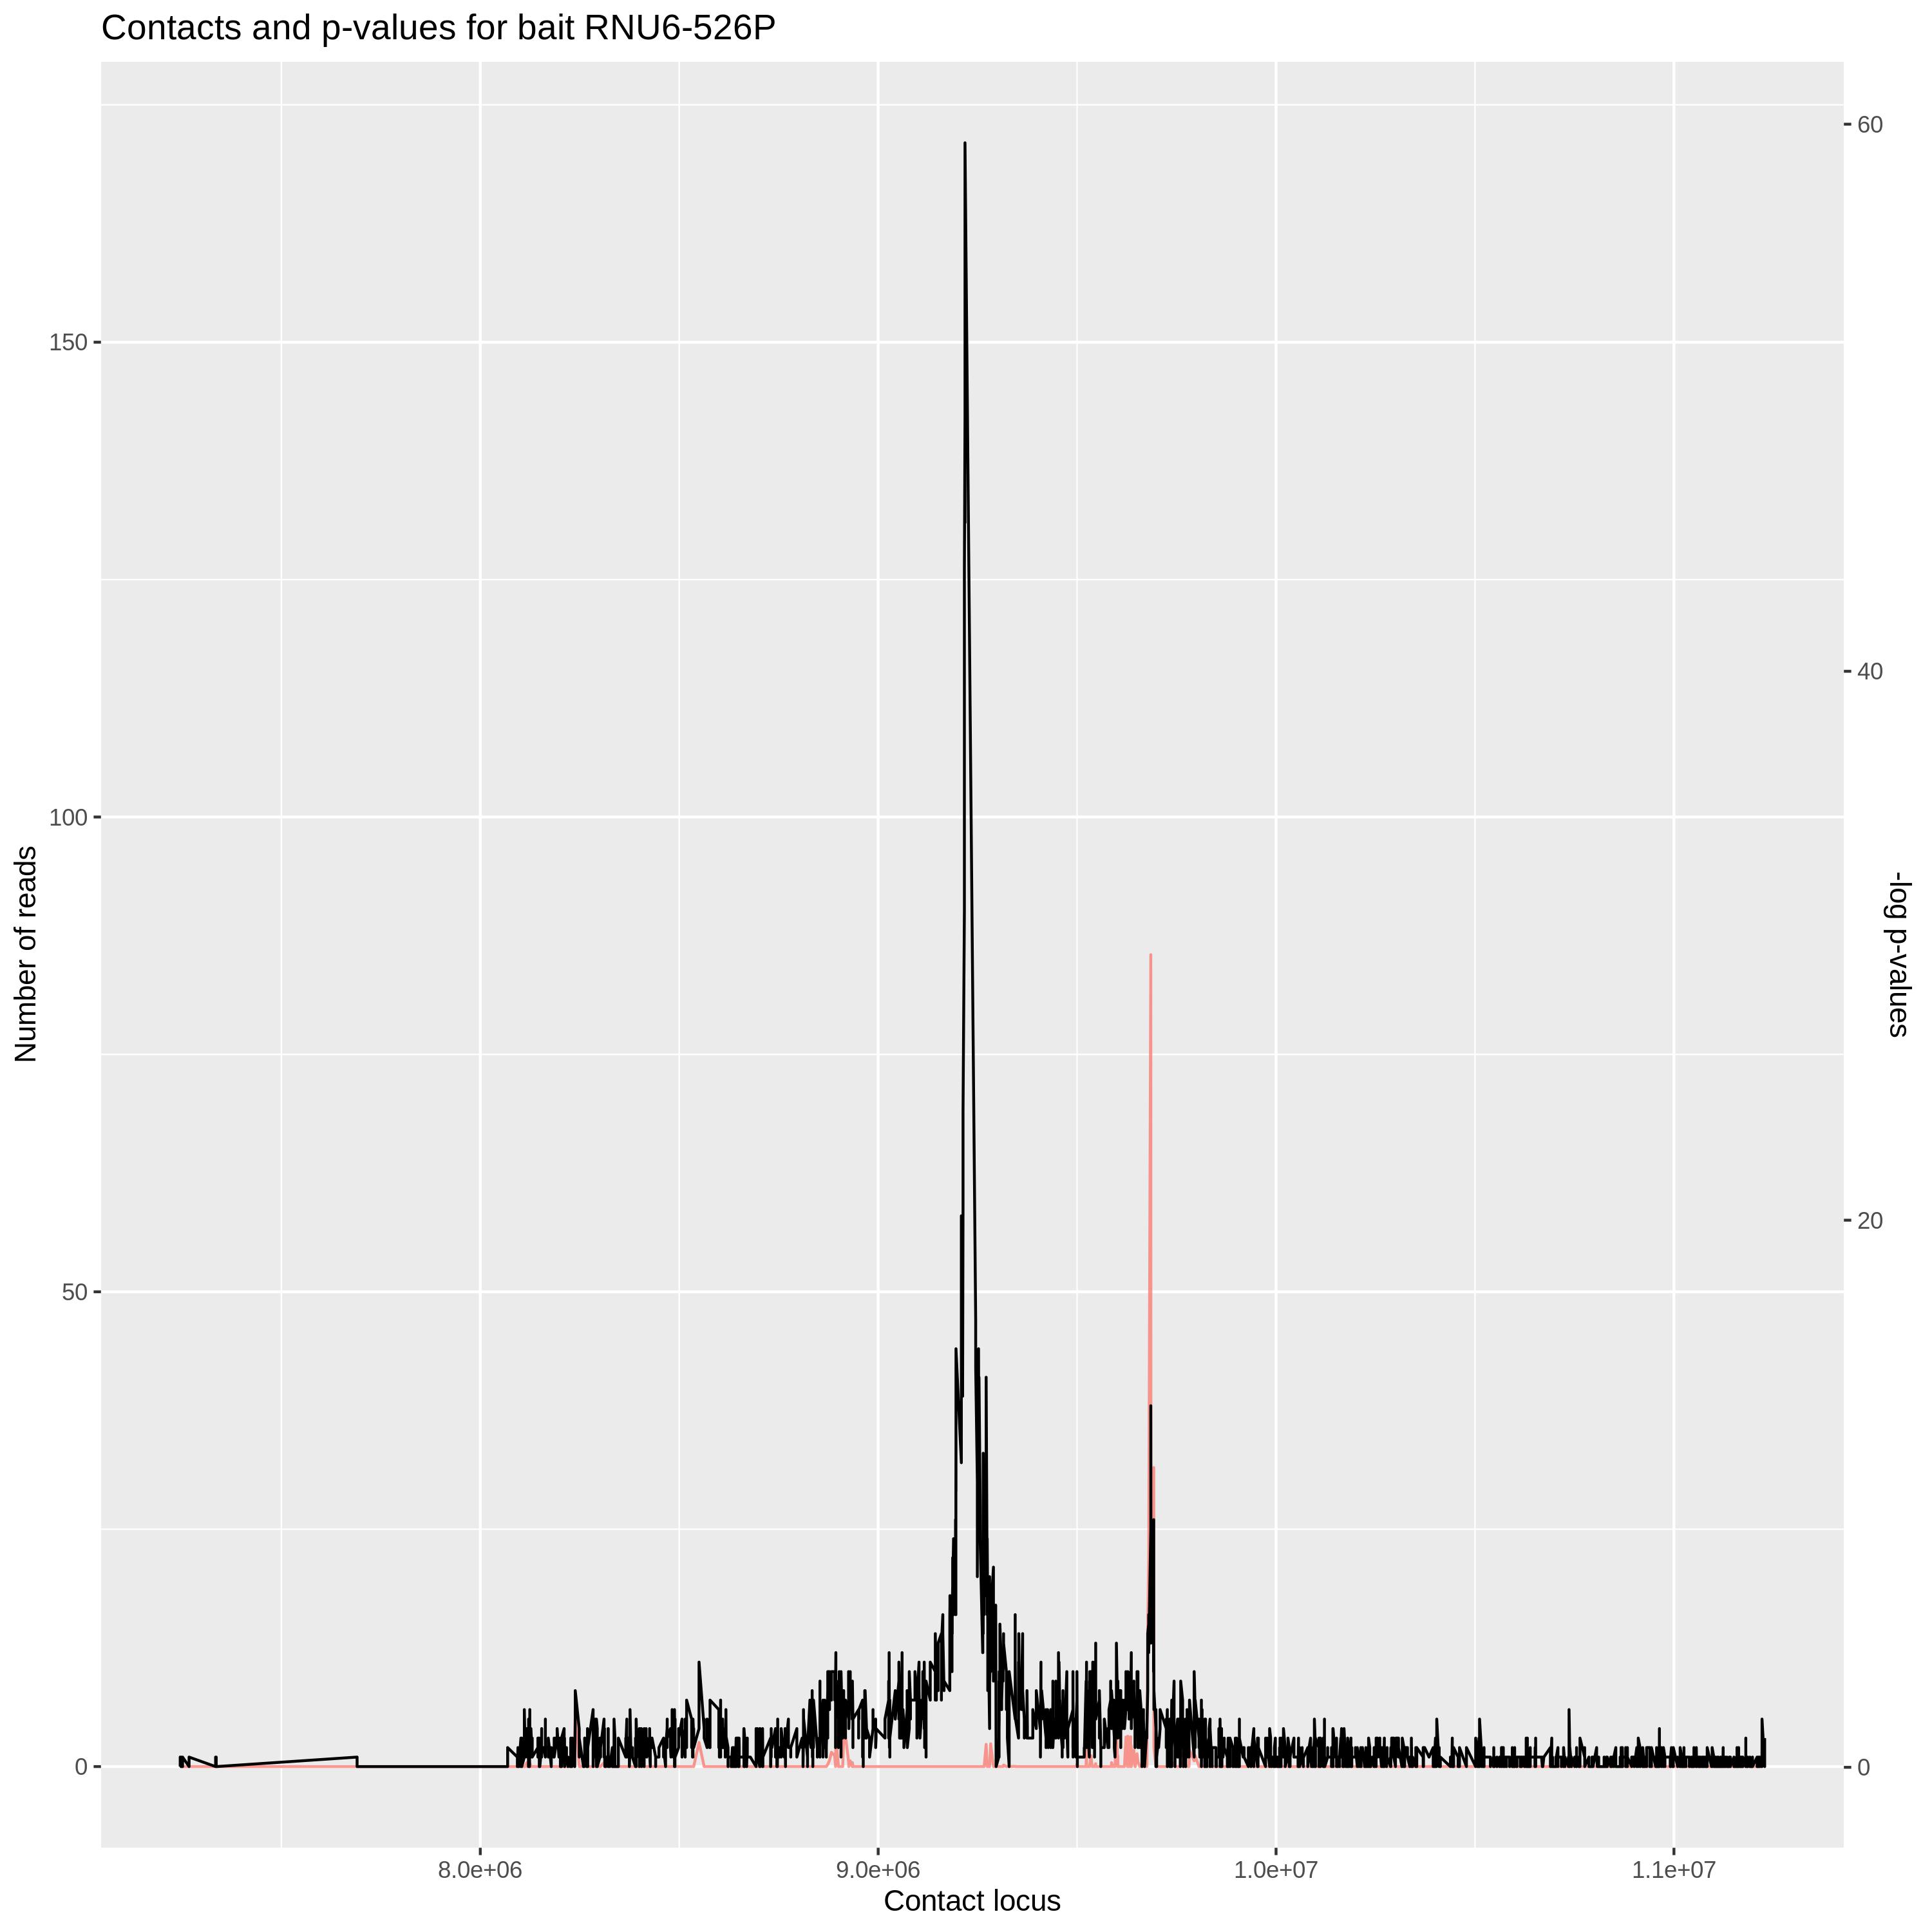 Contacts and p-values for bait RNU6-526P
60
150
40
100
Number of reads
-log p-values
20
50
0
0
8.0e+06
9.0e+06
1.0e+07
1.1e+07
Contact locus